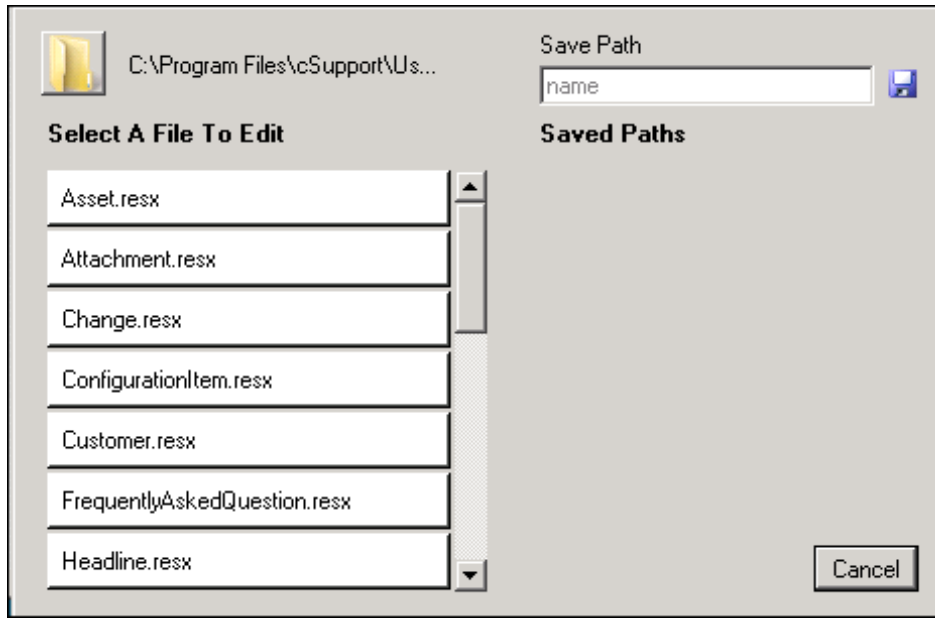 C:\Program Files\cSupport\Us...
Save Path
name
Select A File To Edit
Saved Paths
Asset.resx
Attachment.resx
Change.resx
ConfigurationItem.resx
Customer.resx
FrequentlyAskedQuestion.resx
Headline.resx
Cancel